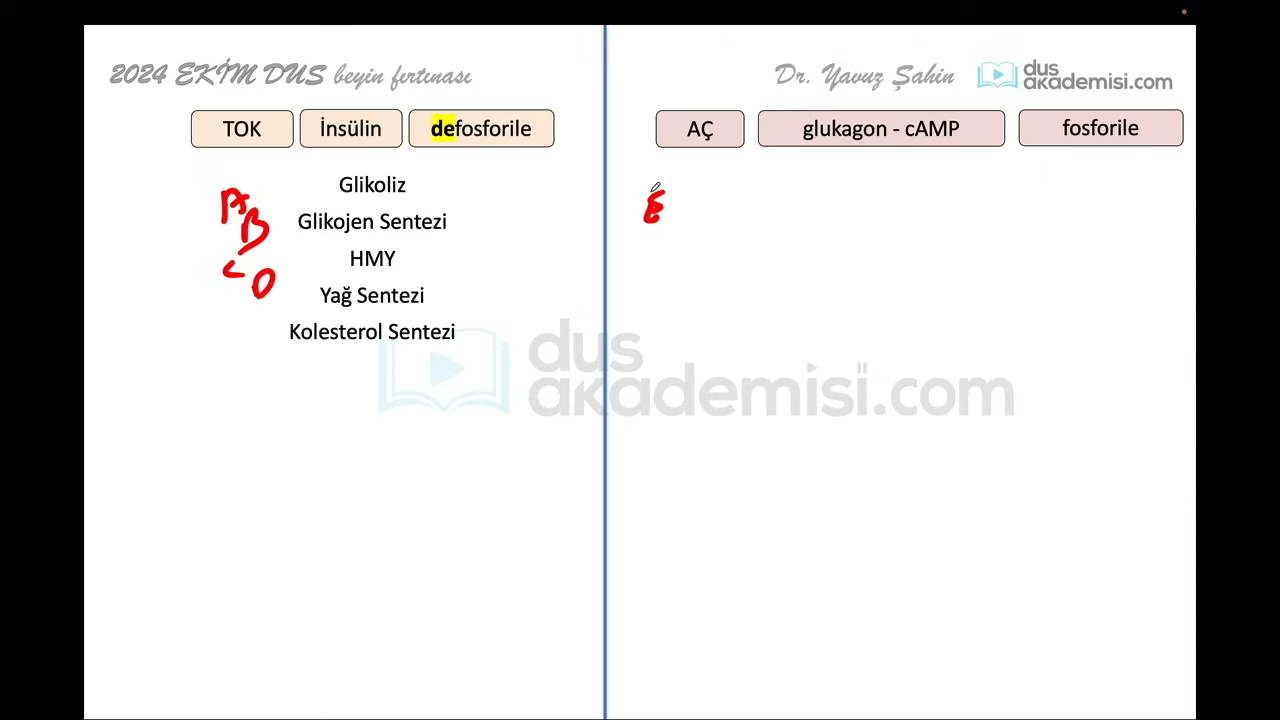 2024 EKİM DUS beyin fırtınası
TOK
İnsülin
defosforile
Glikoliz
Glikojen Sentezi
HMY
Yağ Sentezi
Kolesterol Sentezi
A
B
C
D
Dr. Yavuz Şahin
dus
akademisi.com
AÇ
glukagon - cAMP
fosforile
E
dus
akademisi.com